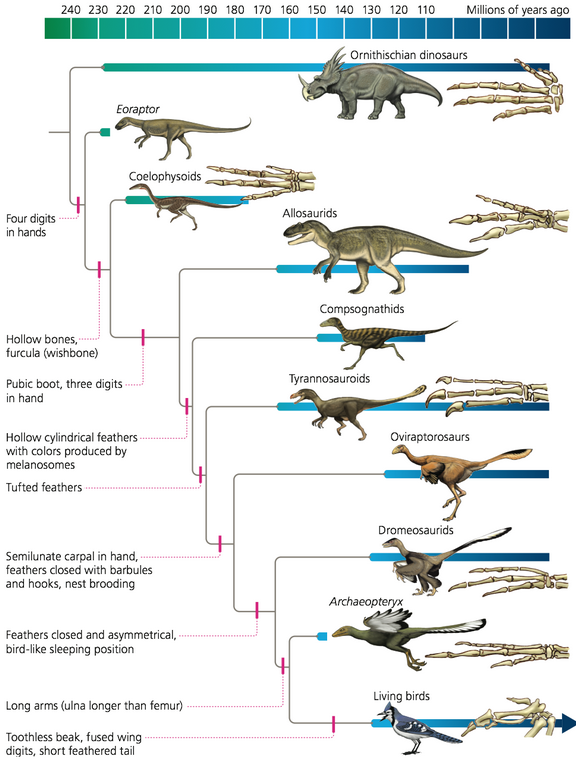 240 230 220 210 200 190 180 170 160 150 140 130 120 110 Millions of years ago
Ornithischian dinosaurs
Eoraptor
Coelophysoids
Four digits
in hands
Allosaurids
Compsognathids
Hollow bones,
furcula (wishbone)
Pubic boot, three digits
in hand
Tyrannosauroids
Hollow cylindrical feathers
with colors produced by
melanosomes
Oviraptorosaurs
Tufted feathers
Dromeosaurids
Semilunate carpal in hand,
feathers closed with barbules
and hooks, nest brooding
Archaeopteryx
Feathers closed and asymmetrical,
bird-like sleeping position
Living birds
Long arms (ulna longer than femur)
Toothless beak, fused wing
digits, short feathered tail